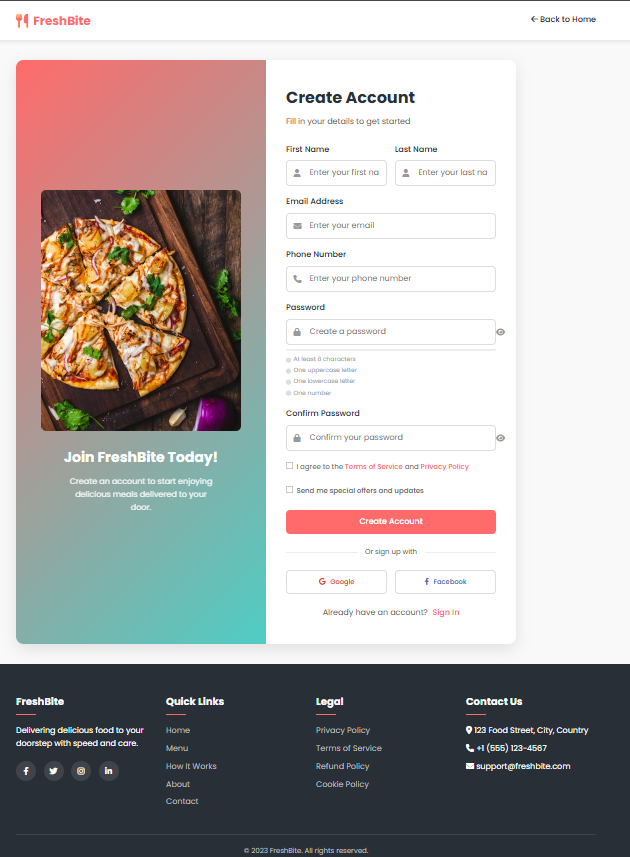 FreshBite
Back to Home
Create Account
Fill in your details to get started
First Name
Last Name
Enter your first na
Enter your last na
Email Address
Enter your email
Phone Number
Enter your phone number
Password
Create a password
At least 8 characters
One uppercase letter
One lowercase letter
One number
Confirm Password
Confirm your password
I agree to the Terms of Service and Privacy Policy
Send me special offers and updates
Create Account
Or sign up with
Google
Facebook
Already have an account? Sign In
Join FreshBite Today!
Create an account to start enjoying
delicious meals delivered to your
door.
FreshBite
Delivering delicious food to your
doorstep with speed and care.
Quick Links
Home
Menu
How It Works
About
Contact
Legal
Privacy Policy
Terms of Service
Refund Policy
Cookie Policy
Contact Us
123 Food Street, City, Country
+1 (555) 123-4567
support@freshbite.com
© 2023 FreshBite. All rights reserved.